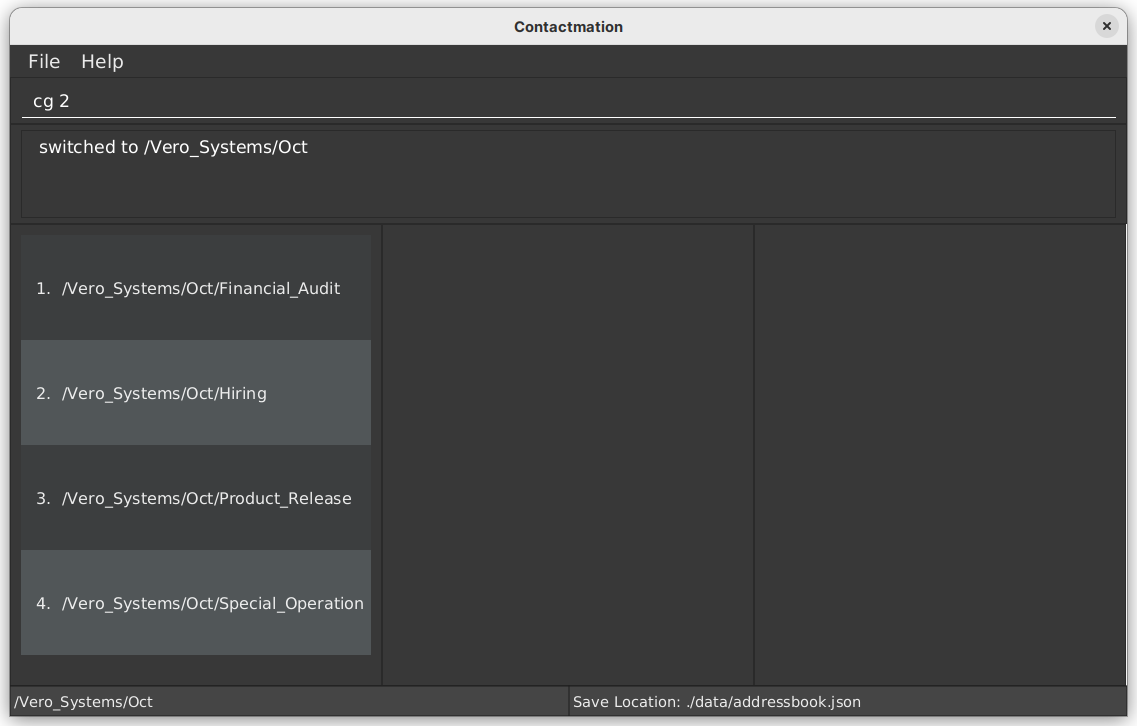 Contactmation
File Help
cg 2
switched to /Vero_Systems/Oct
1. /Vero_Systems/Oct/Financial_Audit
2. /Vero_Systems/Oct/Hiring
3. /Vero_Systems/Oct/Product_Release
4. /Vero_Systems/Oct/Special_Operation
/Vero_Systems/Oct
Save Location: ./data/addressbook.json